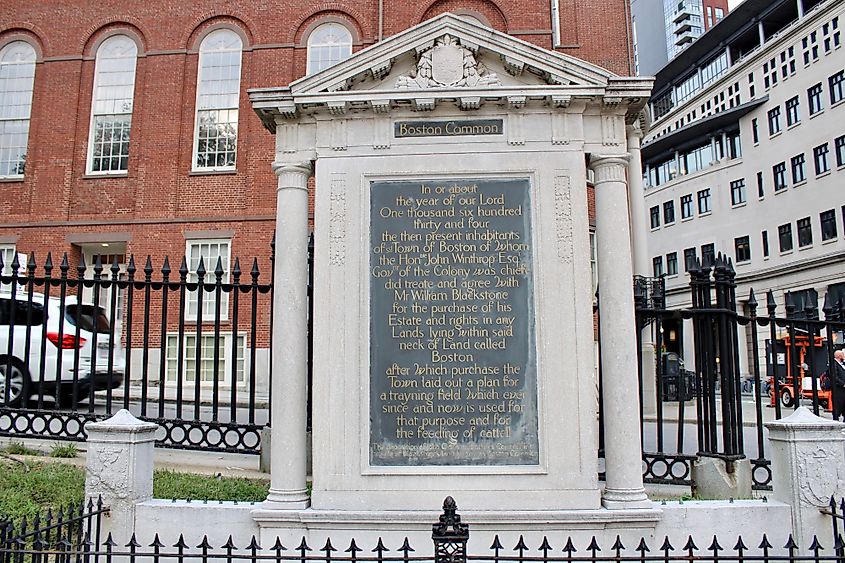 Boston Common
In or about
the year of our Lord
One thousand six hundred
thirty and four
the then present inhabitants
of sd Town of Boston of whom
the Honble John Winthrop Esqr
Govr of the Colony was chiefe
did treate and agree with
Mr William Blackstone
for the purchase of his
Estate and rights in any
Lands lying within said
neck of Land called
Boston
after which purchase the
Town laid out a plan for
a trayning field which ever
since and now is used for
that purpose and for
the feeding of cattell